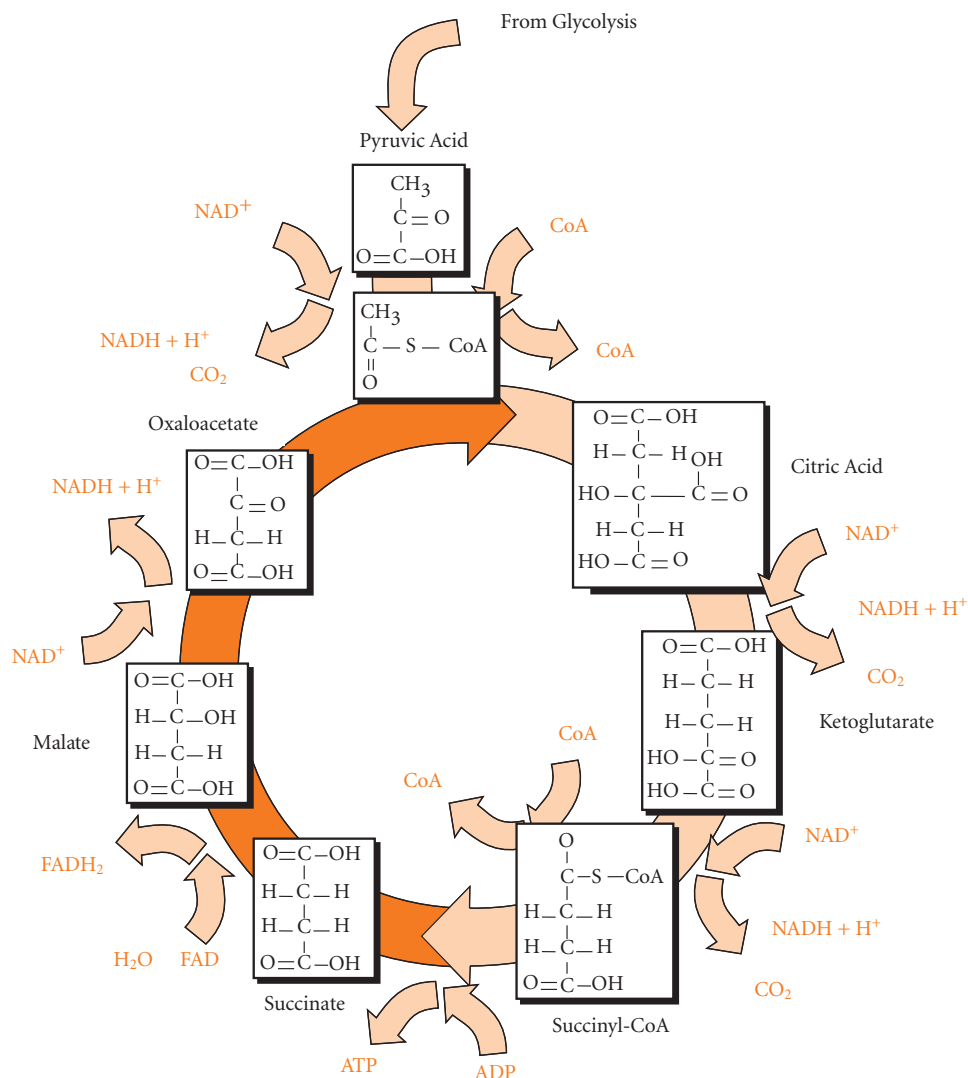 From Glycolysis
Pyruvic Acid
CH₃
C=O
O=C–OH
NAD⁺
CoA
NADH + H⁺
CO₂
CH₃
C – S – CoA
O
CoA
Oxaloacetate
O=C–OH
C=O
H–C–H
O=C–OH
Citric Acid
O=C–OH
H–C–H
OH
HO–C—C=O
H–C–H
HO–C=O
NADH + H⁺
NAD⁺
NAD⁺
NADH + H⁺
CO₂
Malate
O=C–OH
H–C–OH
H–C–H
O=C–OH
Ketoglutarate
O=C–OH
H–C–H
H–C–H
HO–C=O
HO–C=O
CoA
CoA
NAD⁺
NADH + H⁺
CO₂
Succinyl-CoA
O
C–S–CoA
H–C–H
H–C–H
O=C–OH
FADH₂
H₂O FAD
Succinate
O=C–OH
H–C–H
H–C–H
O=C–OH
ATP
ADP